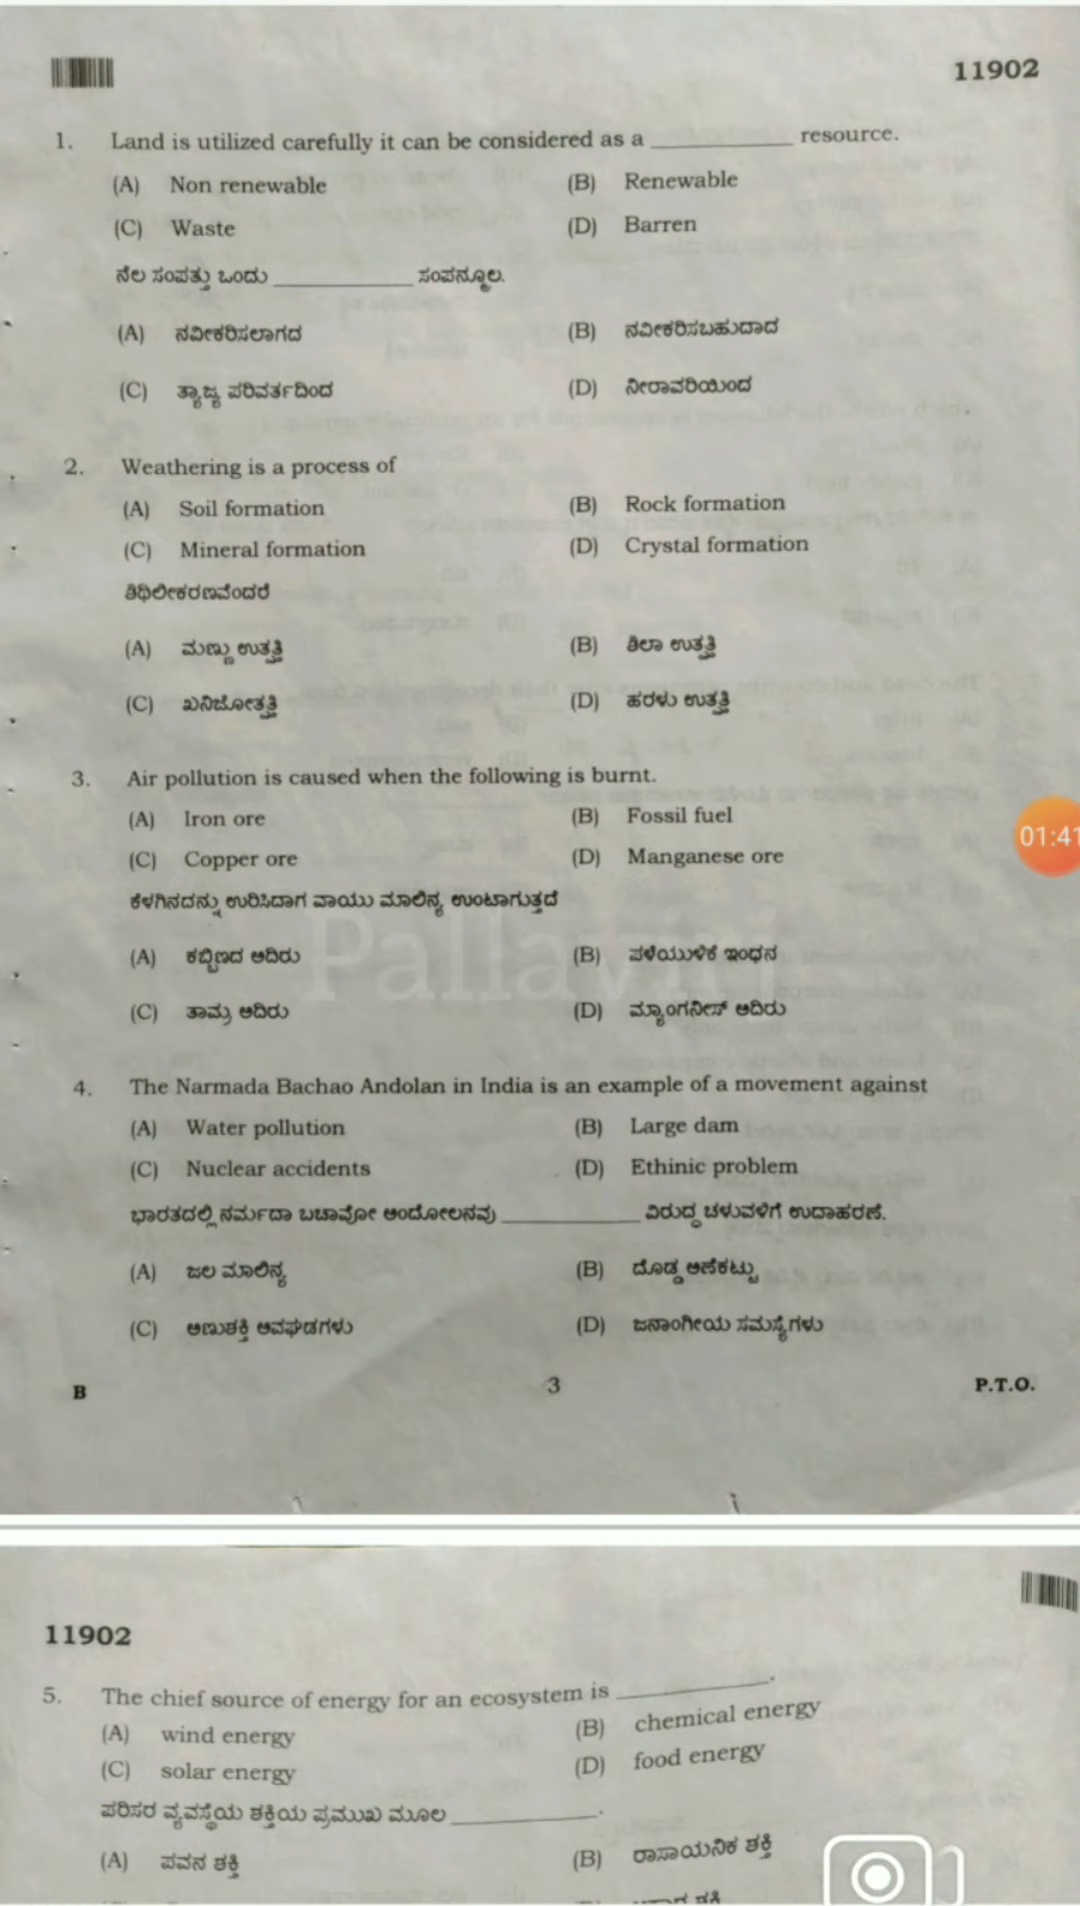 11902
1. Land is utilized carefully it can be considered as a __________ resource.
(A) Non renewable (B) Renewable
(C) Waste (D) Barren
ನೆಲ ಸಂಪತ್ತು ಒಂದು __________ ಸಂಪನ್ಮೂಲ.
(A) ನವೀಕರಿಸಲಾಗದ (B) ನವೀಕರಿಸಬಹುದಾದ
(C) ತ್ಯಾಜ್ಯ ಪರಿವರ್ತದಿಂದ (D) ನೀರಾವರಿಯಿಂದ
2. Weathering is a process of
(A) Soil formation (B) Rock formation
(C) Mineral formation (D) Crystal formation
ಶಿಥಿಲೀಕರಣವೆಂದರೆ
(A) ಮಣ್ಣು ಉತ್ಪತ್ತಿ (B) ಶಿಲಾ ಉತ್ಪತ್ತಿ
(C) ಖನಿಜೋತ್ಪತ್ತಿ (D) ಹರಳು ಉತ್ಪತ್ತಿ
3. Air pollution is caused when the following is burnt.
(A) Iron ore (B) Fossil fuel
(C) Copper ore (D) Manganese ore
01:41
ಕೆಳಗಿನದನ್ನು ಉರಿಸಿದಾಗ ವಾಯು ಮಾಲಿನ್ಯ ಉಂಟಾಗುತ್ತದೆ
(A) ಕಬ್ಬಿಣದ ಅದಿರು (B) ಪಳೆಯುಳಿಕೆ ಇಂಧನ
(C) ತಾಮ್ರ ಅದಿರು (D) ಮ್ಯಾಂಗನೀಸ್ ಅದಿರು
4. The Narmada Bachao Andolan in India is an example of a movement against
(A) Water pollution (B) Large dam
(C) Nuclear accidents (D) Ethinic problem
ಭಾರತದಲ್ಲಿ ನರ್ಮದಾ ಬಚಾವೋ ಆಂದೋಲನವು __________ ವಿರುದ್ಧ ಚಳುವಳಿಗೆ ಉದಾಹರಣೆ.
(A) ಜಲ ಮಾಲಿನ್ಯ (B) ದೊಡ್ಡ ಆಣೆಕಟ್ಟು
(C) ಅಣುಶಕ್ತಿ ಅವಘಡಗಳು (D) ಜನಾಂಗೀಯ ಸಮಸ್ಯೆಗಳು
B 3 P.T.O.
11902
5. The chief source of energy for an ecosystem is __________.
(A) wind energy (B) chemical energy
(C) solar energy (D) food energy
ಪರಿಸರ ವ್ಯವಸ್ಥೆಯ ಶಕ್ತಿಯ ಪ್ರಮುಖ ಮೂಲ __________.
(A) ಪವನ ಶಕ್ತಿ (B) ರಾಸಾಯನಿಕ ಶಕ್ತಿ